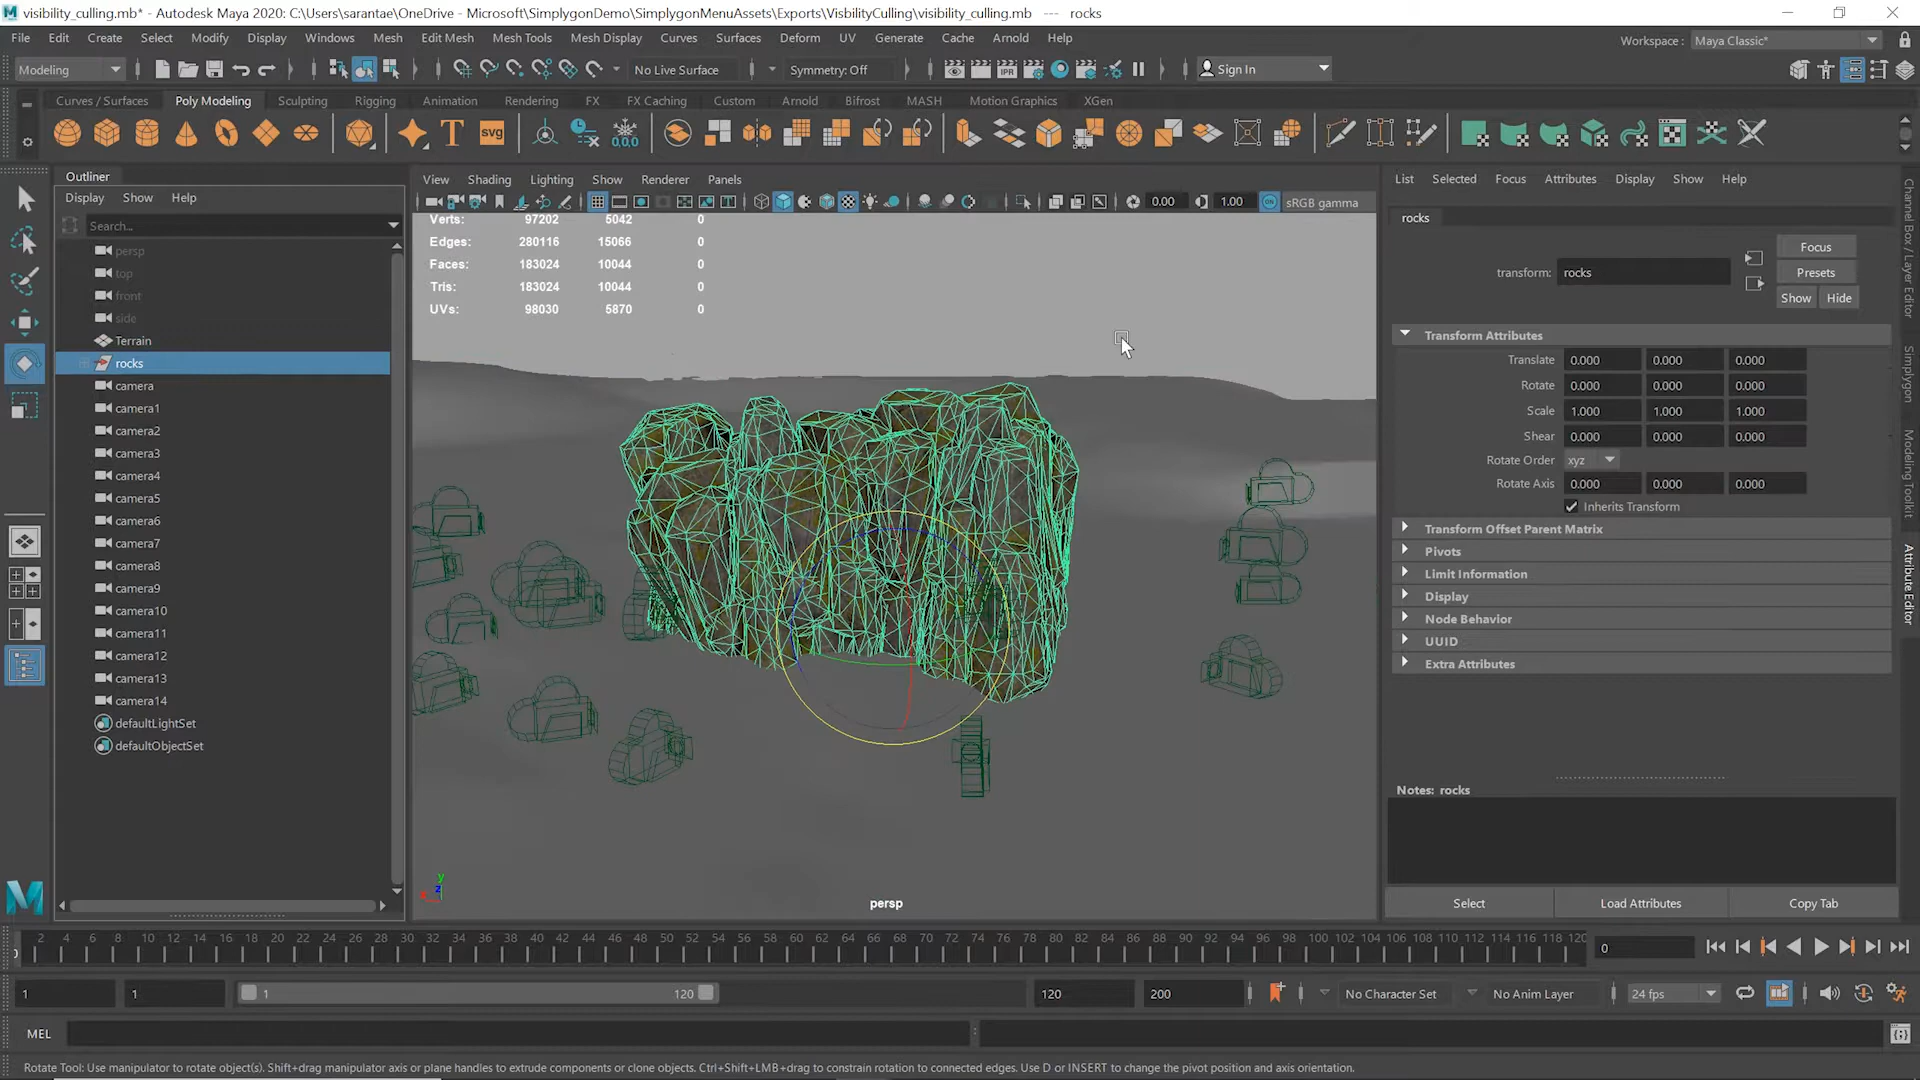 visibility_culling.mb* - Autodesk Maya 2020: C:\Users\sarantae\OneDrive - Microsoft\SimplygonDemo\SimplygonMenuAssets\Exports\VisbilityCulling\visibility_culling.mb --- rocks
File Edit Create Select Modify Display Windows Mesh Edit Mesh Mesh Tools Mesh Display Curves Surfaces Deform UV Generate Cache Arnold Help
Workspace: Maya Classic*
Modeling
No Live Surface
Symmetry: Off
IPR
Sign In
Curves / Surfaces Poly Modeling Sculpting Rigging Animation Rendering FX FX Caching Custom Arnold Bifrost MASH Motion Graphics XGen
T
svg
0,0,0
Outliner
Display Show Help
Search...
persp
top
front
side
Terrain
rocks
camera
camera1
camera2
camera3
camera4
camera5
camera6
camera7
camera8
camera9
camera10
camera11
camera12
camera13
camera14
defaultLightSet
defaultObjectSet
View Shading Lighting Show Renderer Panels
0.00 1.00 sRGB gamma
Verts: 97202 5042 0
Edges: 280116 15066 0
Faces: 183024 10044 0
Tris: 183024 10044 0
UVs: 98030 5870 0
y
z
persp
List Selected Focus Attributes Display Show Help
rocks
transform: rocks
Focus
Presets
Show Hide
Transform Attributes
Translate 0.000 0.000 0.000
Rotate 0.000 0.000 0.000
Scale 1.000 1.000 1.000
Shear 0.000 0.000 0.000
Rotate Order xyz
Rotate Axis 0.000 0.000 0.000
Inherits Transform
Transform Offset Parent Matrix
Pivots
Limit Information
Display
Node Behavior
UUID
Extra Attributes
Notes: rocks
Select Load Attributes Copy Tab
Channel Box / Layer Editor
Simplygon
Modeling Toolkit
Attribute Editor
2 4 6 8 10 12 14 16 18 20 22 24 26 28 30 32 34 36 38 40 42 44 46 48 50 52 54 56 58 60 62 64 66 68 70 72 74 76 78 80 82 84 86 88 90 92 94 96 98 100 102 104 106 108 110 112 114 116 118 120
0
1 1 1 120 120 200
No Character Set
No Anim Layer
24 fps
MEL
Rotate Tool: Use manipulator to rotate object(s). Shift+drag manipulator axis or plane handles to extrude components or clone objects. Ctrl+Shift+LMB+drag to constrain rotation to connected edges. Use D or INSERT to change the pivot position and axis orientation.